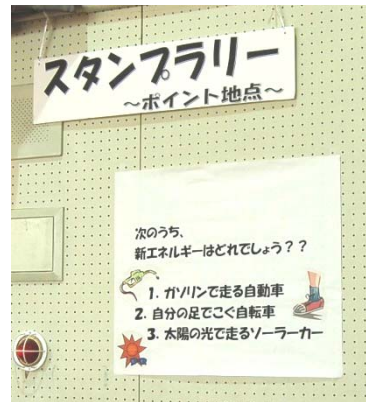 スタンプラリー
～ポイント地点～
次のうち、
新エネルギーはどれでしょう？？
1. ガソリンで走る自動車
2. 自分の足でこぐ自転車
3. 太陽の光で走るソーラーカー